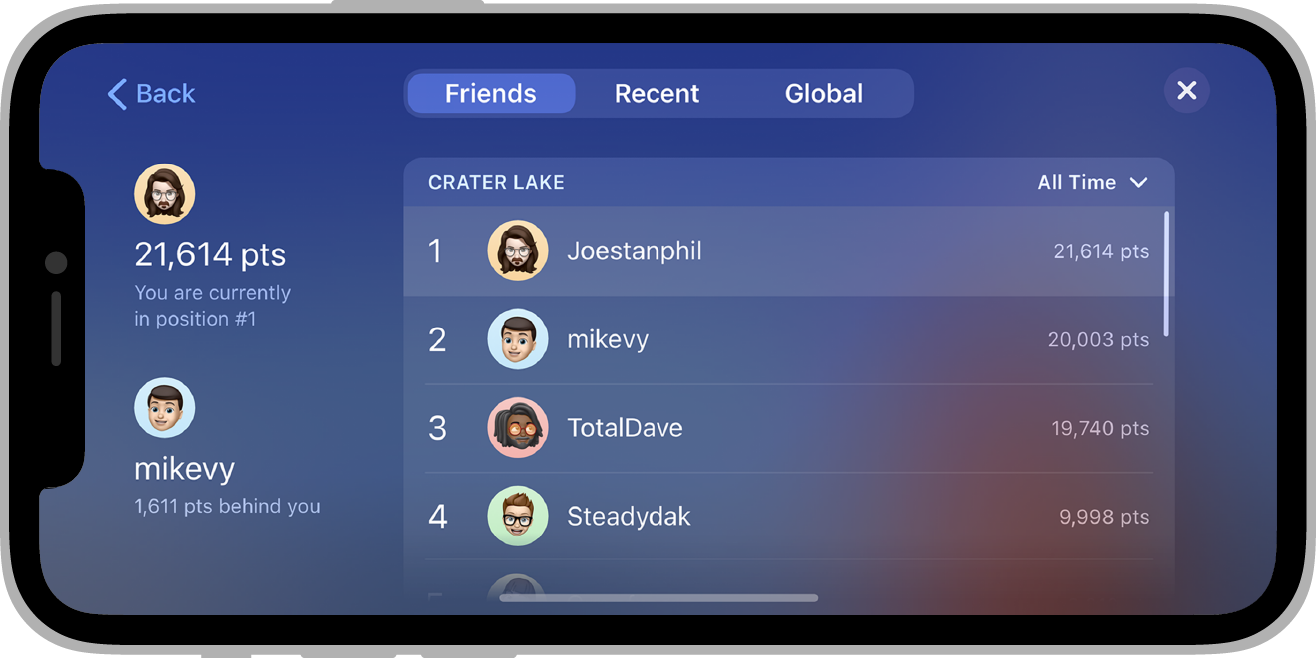 Back
Friends
Recent
Global
21,614 pts
You are currently
in position #1
mikevy
1,611 pts behind you
CRATER LAKE
All Time
1
Joestanphil
21,614 pts
2
mikevy
20,003 pts
3
TotalDave
19,740 pts
4
Steadydak
9,998 pts